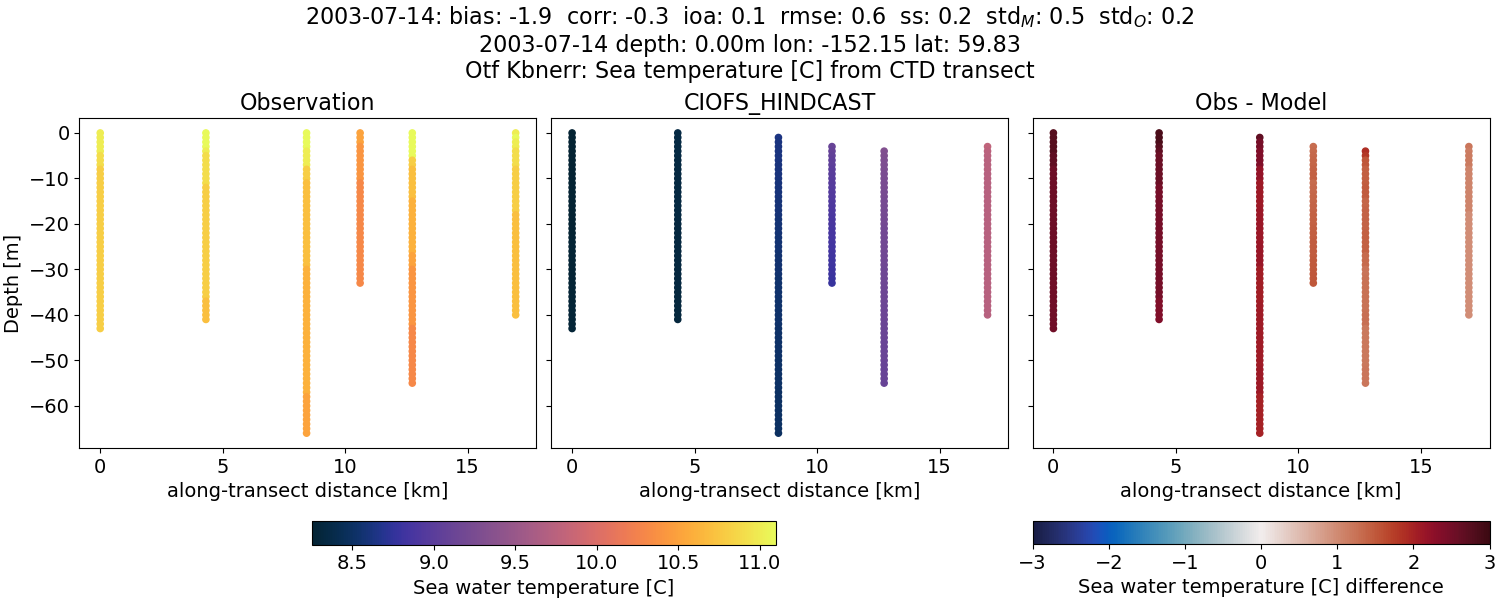 2003-07-14: bias: -1.9  corr: -0.3  ioa: 0.1  rmse: 0.6  ss: 0.2  std_M: 0.5  std_O: 0.2
2003-07-14 depth: 0.00m lon: -152.15 lat: 59.83
Otf Kbnerr: Sea temperature [C] from CTD transect
Observation
CIOFS_HINDCAST
Obs - Model
Depth [m]
0
−10
−20
−30
−40
−50
−60
0 5 10 15
0 5 10 15
0 5 10 15
along-transect distance [km]
along-transect distance [km]
along-transect distance [km]
8.5 9.0 9.5 10.0 10.5 11.0
Sea water temperature [C]
−3 −2 −1 0 1 2 3
Sea water temperature [C] difference